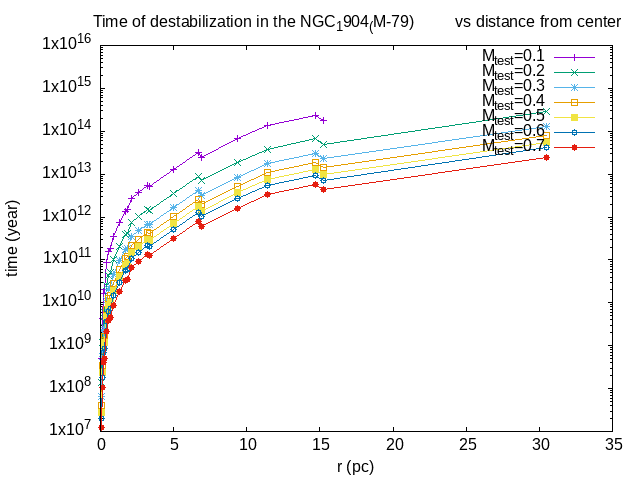 Time of destabilization in the NGC1904(M-79) vs distance from center
1x10^16
1x10^15
1x10^14
1x10^13
1x10^12
1x10^11
1x10^10
1x10^9
1x10^8
1x10^7
time (year)
Mtest=0.1
Mtest=0.2
Mtest=0.3
Mtest=0.4
Mtest=0.5
Mtest=0.6
Mtest=0.7
0 5 10 15 20 25 30 35
r (pc)